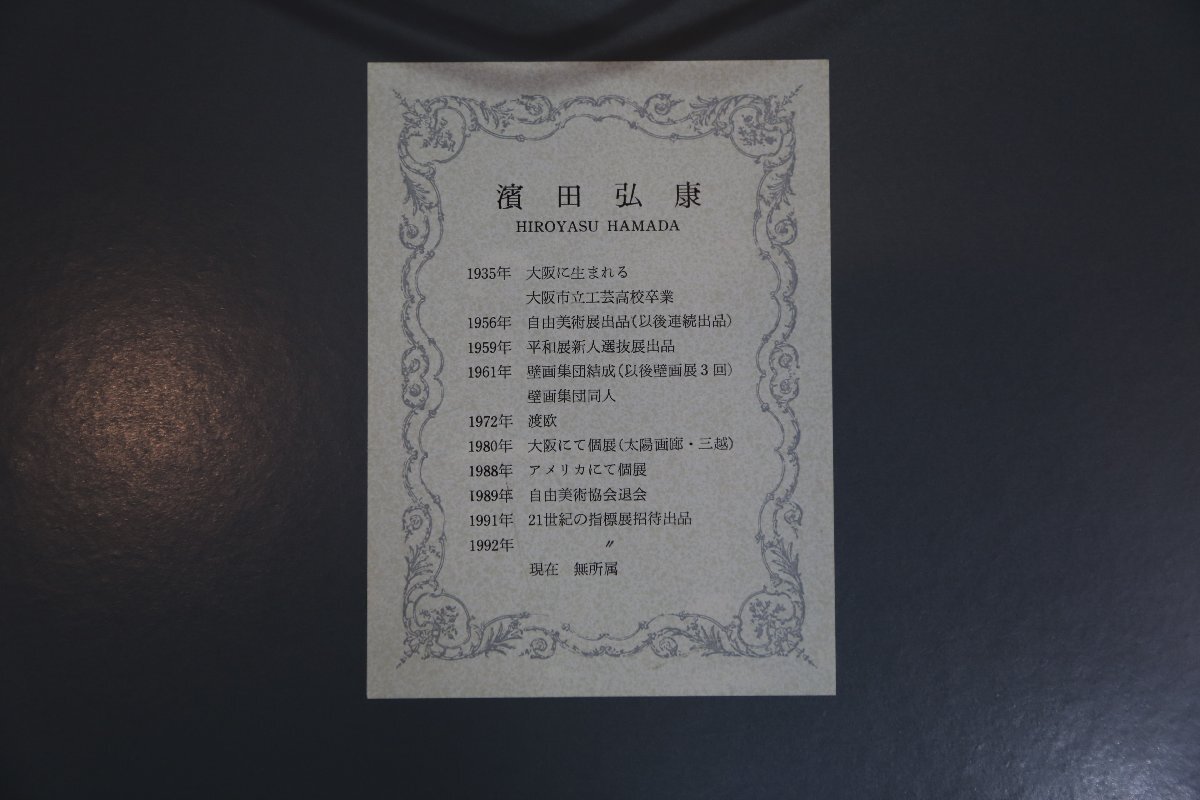 濱田弘康
HIROYASU HAMADA
1935年 大阪に生まれる
大阪市立工芸高校卒業
1956年 自由美術展出品(以後連続出品)
1959年 平和展新人選抜展出品
1961年 壁画集団結成(以後壁画展3回)
壁画集団同人
1972年 渡欧
1980年 大阪にて個展(太陽画廊・三越)
1988年 アメリカにて個展
1989年 自由美術協会退会
1991年 21世紀の指標展招待出品
1992年 〃
現在 無所属